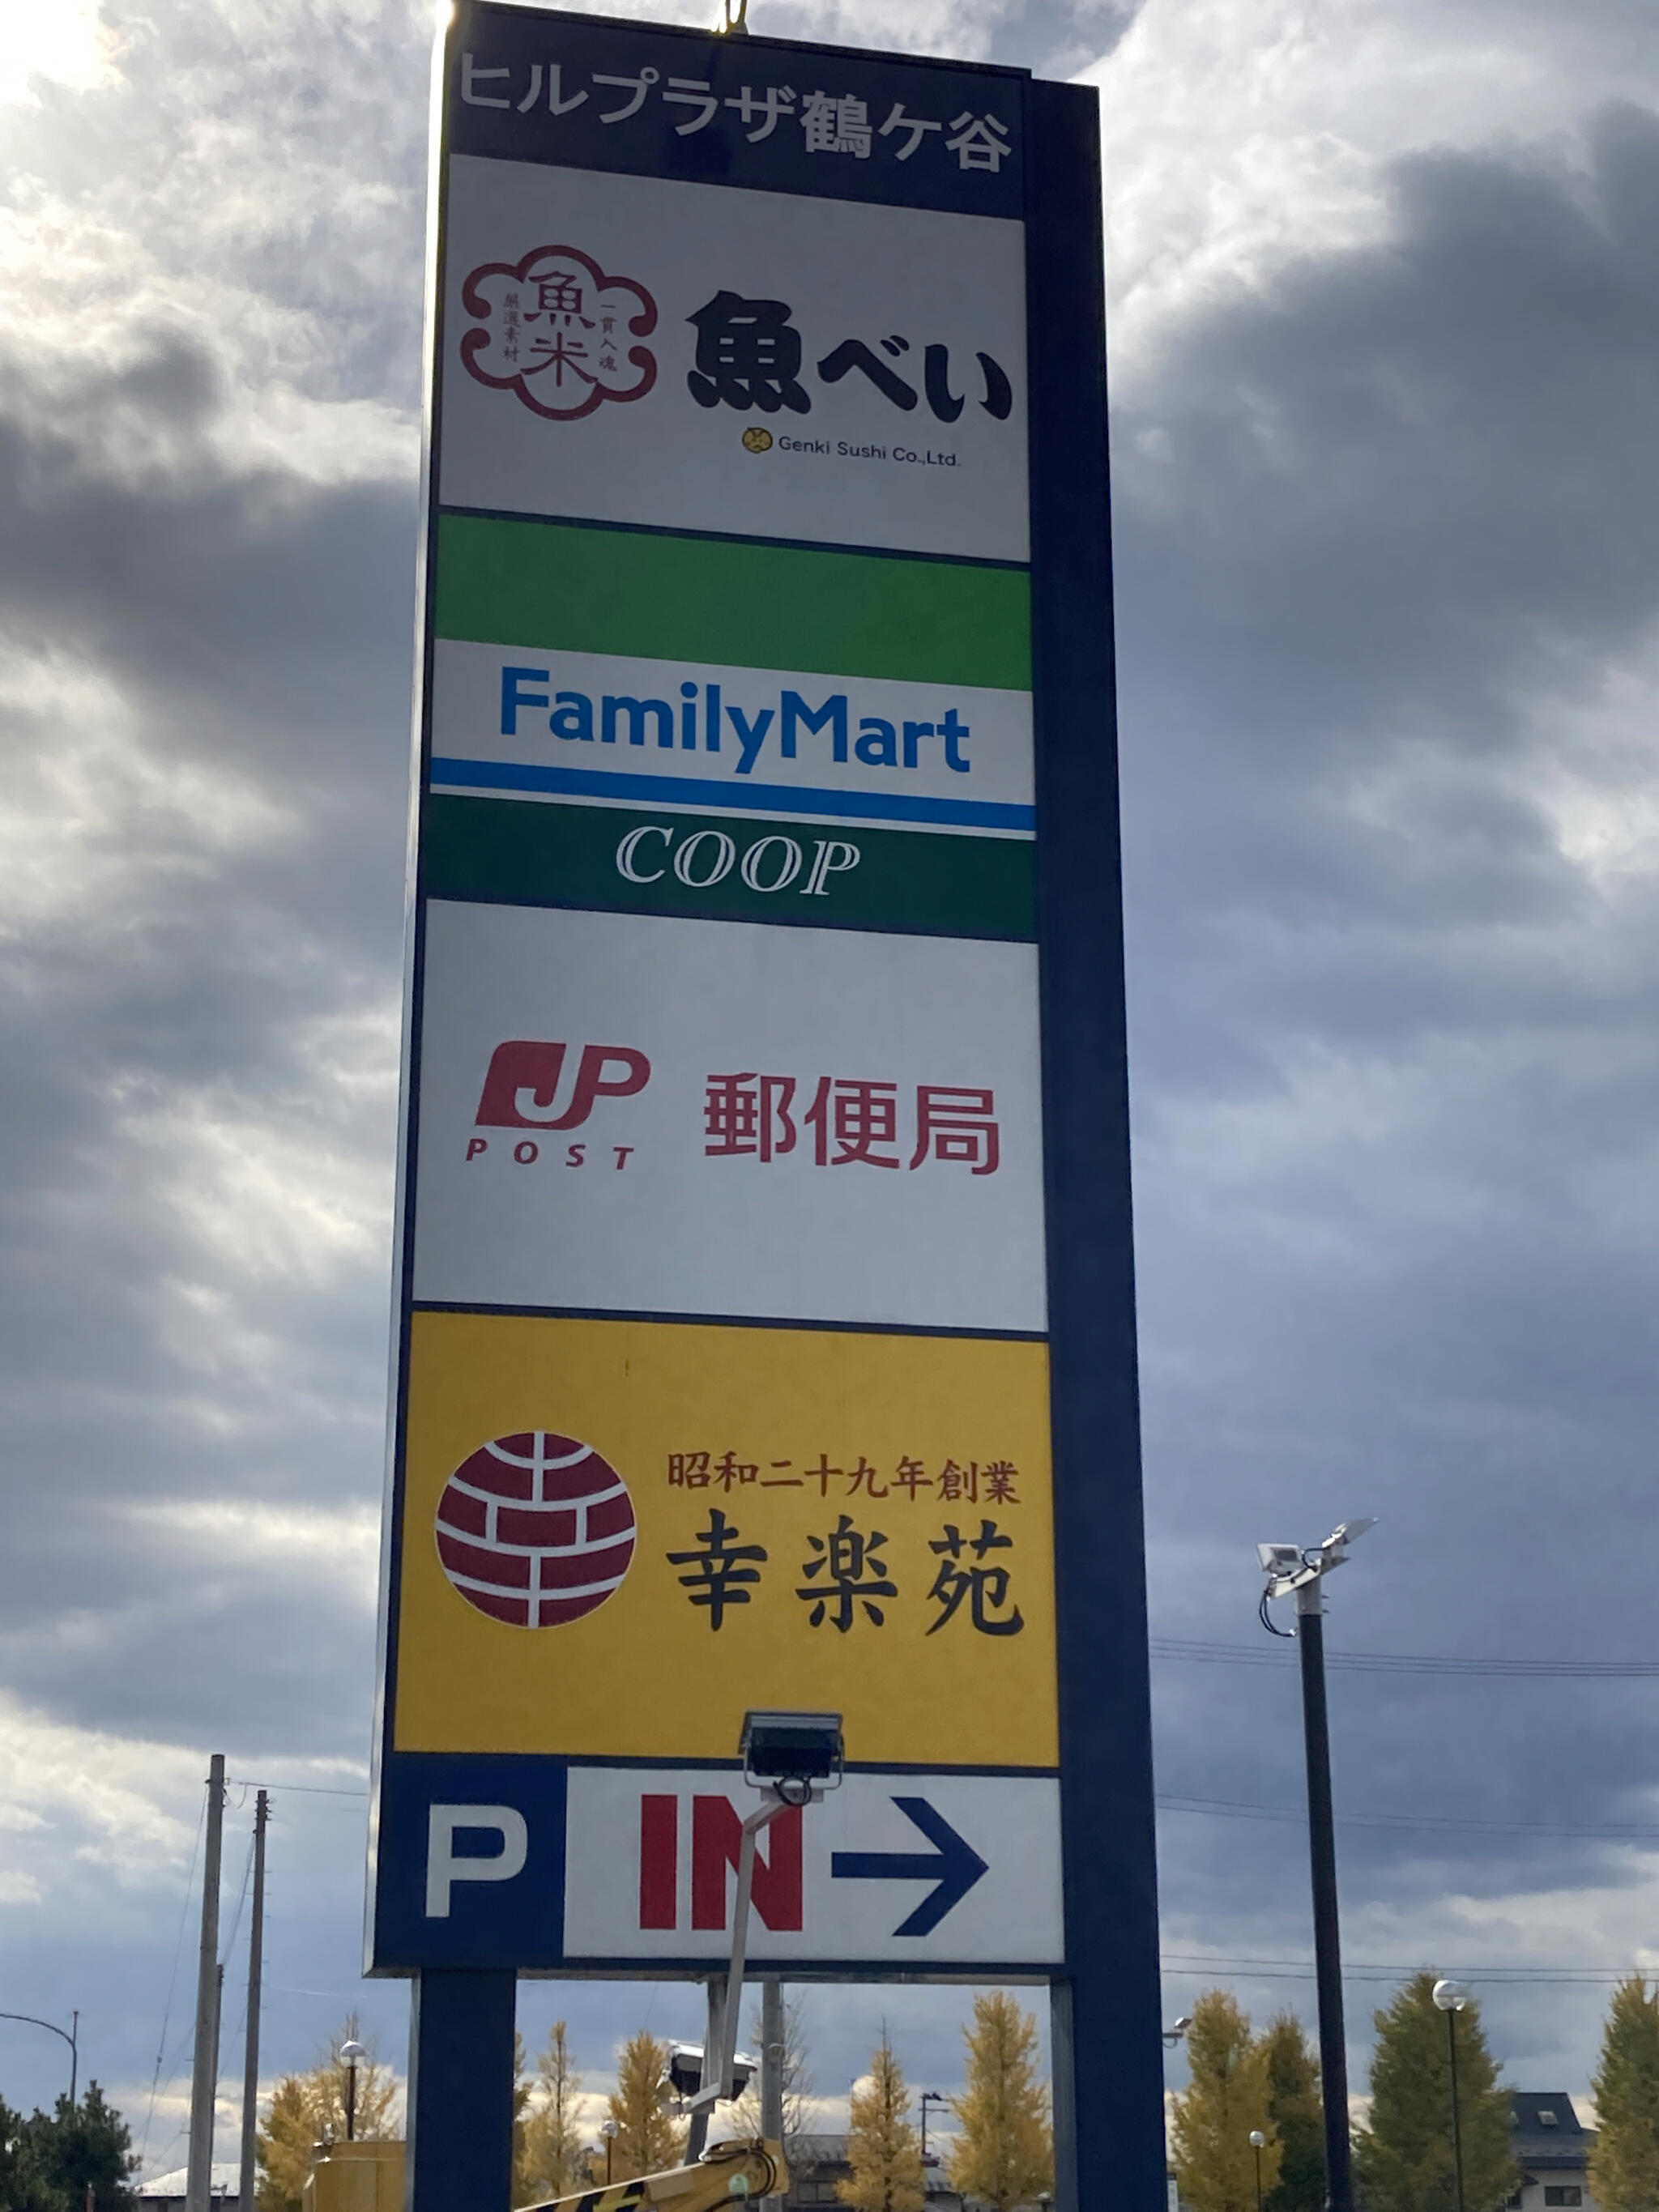 ヒルプラザ鶴ケ谷
魚米
一貫入魂
厳選素材
魚べい
Genki Sushi Co.,Ltd.
FamilyMart
COOP
JP
POST
郵便局
昭和二十九年創業
幸楽苑
P IN →